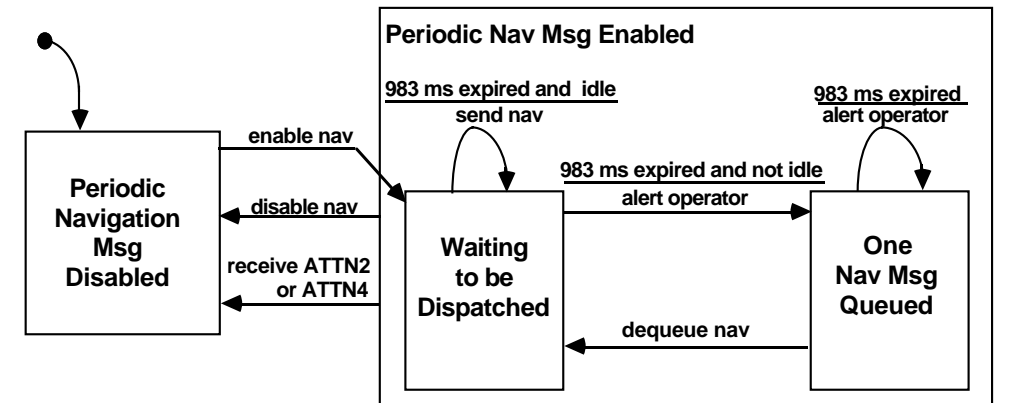 Periodic Nav Msg Enabled
983 ms expired and idle
send nav
983 ms expired
alert operator
enable nav
983 ms expired and not idle
alert operator
Periodic
Navigation
Msg
Disabled
disable nav
receive ATTN2
or ATTN4
Waiting
to be
Dispatched
One
Nav Msg
Queued
dequeue nav